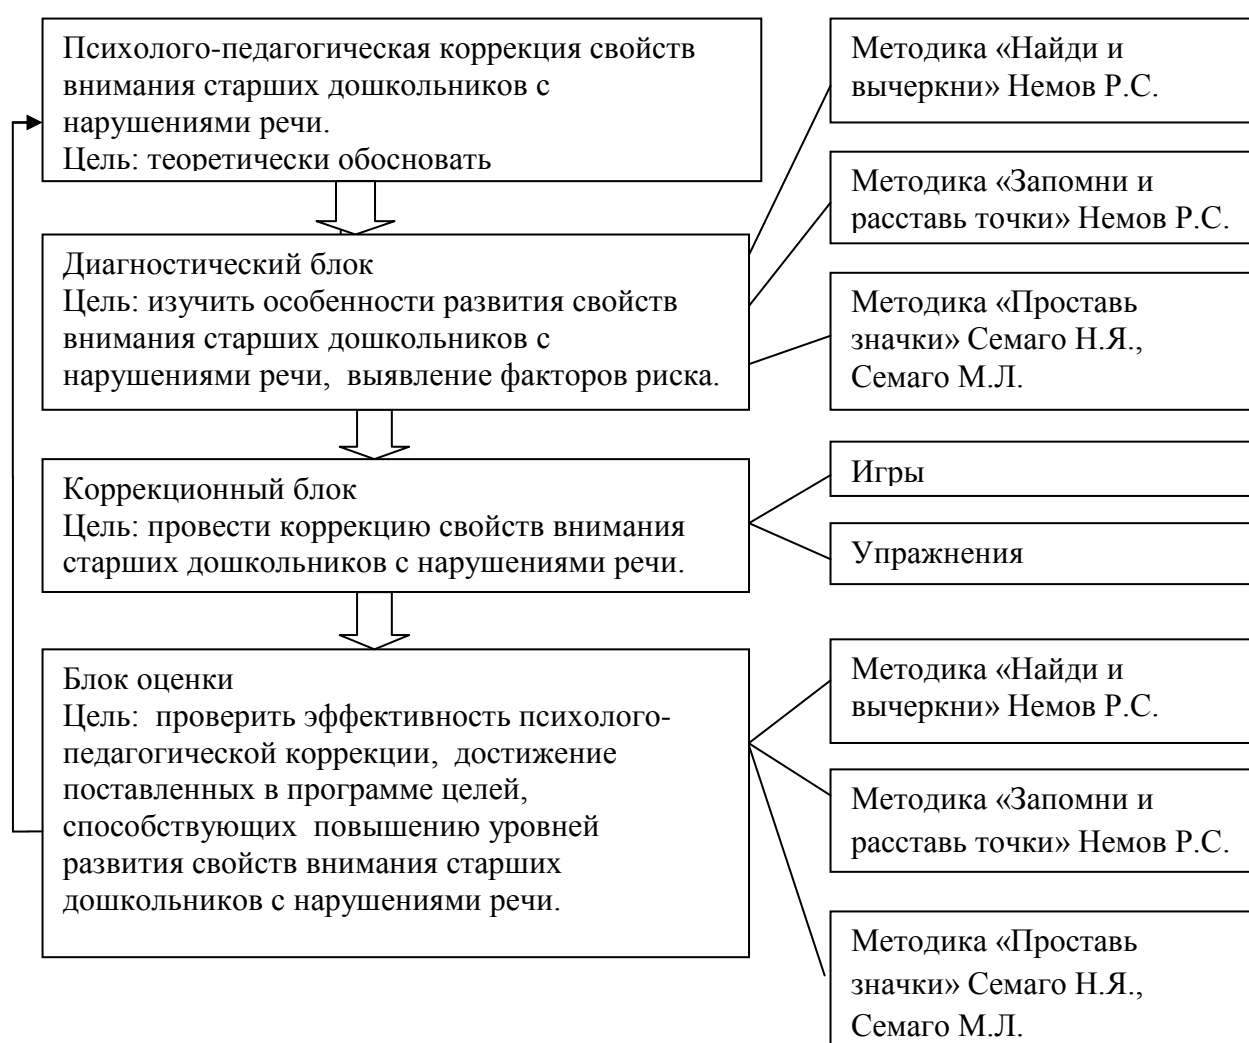 Психолого-педагогическая коррекция свойств
внимания старших дошкольников с
нарушениями речи.
Цель: теоретически обосновать
Методика «Найди и
вычеркни» Немов Р.С.
Методика «Запомни и
расставь точки» Немов Р.С.
Диагностический блок
Цель: изучить особенности развития свойств
внимания старших дошкольников с
нарушениями речи, выявление факторов риска.
Методика «Проставь
значки» Семаго Н.Я.,
Семаго М.Л.
Коррекционный блок
Цель: провести коррекцию свойств внимания
старших дошкольников с нарушениями речи.
Игры
Упражнения
Блок оценки
Цель: проверить эффективность психолого-
педагогической коррекции, достижение
поставленных в программе целей,
способствующих повышению уровней
развития свойств внимания старших
дошкольников с нарушениями речи.
Методика «Найди и
вычеркни» Немов Р.С.
Методика «Запомни и
расставь точки» Немов Р.С.
Методика «Проставь
значки» Семаго Н.Я.,
Семаго М.Л.